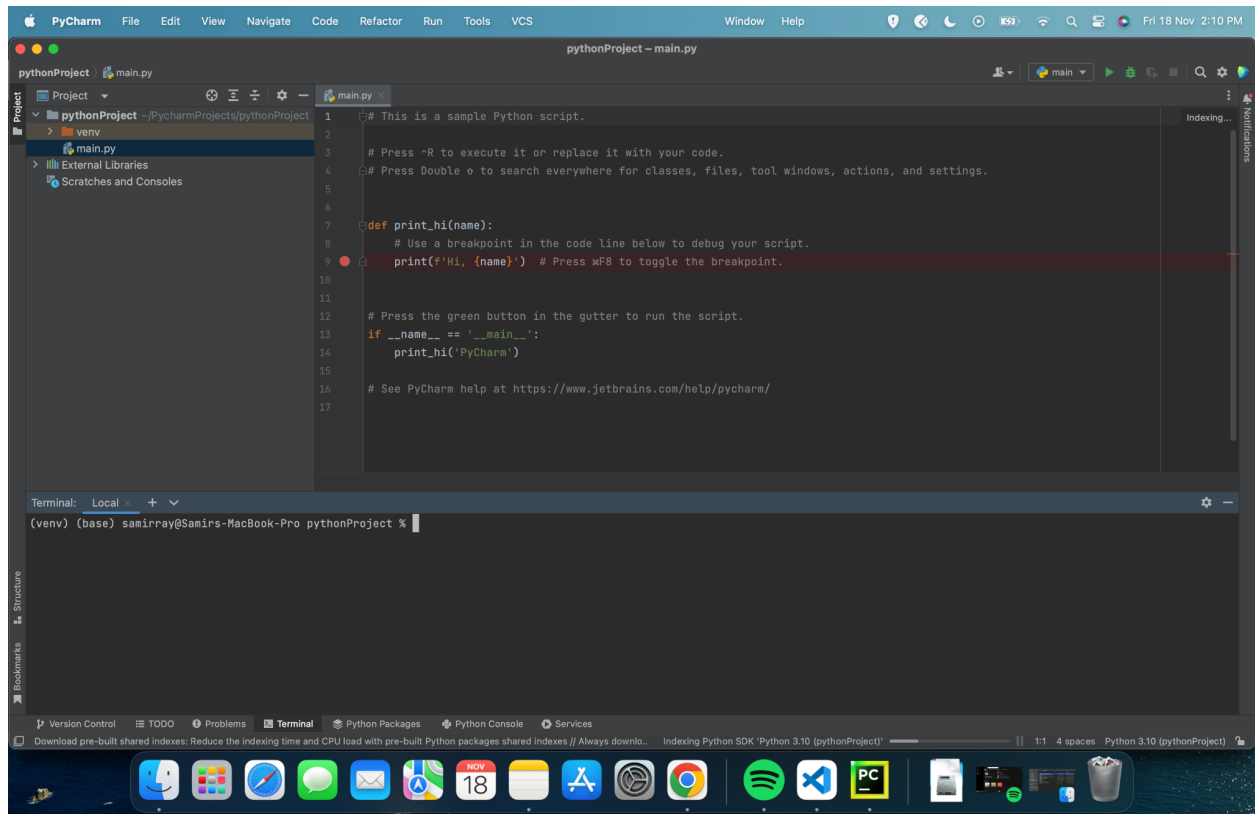 PyCharm File Edit View Navigate Code Refactor Run Tools VCS Window Help Fri 18 Nov 2:10 PM
pythonProject – main.py
pythonProject main.py main
Project
Project
main.py
Notifications
pythonProject ~/PycharmProjects/pythonProject
venv
main.py
External Libraries
Scratches and Consoles
Indexing...
1 # This is a sample Python script.
2
3 # Press ⌃R to execute it or replace it with your code.
4 # Press Double ⇧ to search everywhere for classes, files, tool windows, actions, and settings.
5
6
7 def print_hi(name):
8 # Use a breakpoint in the code line below to debug your script.
9 print(f'Hi, {name}') # Press ⌘F8 to toggle the breakpoint.
10
11
12 # Press the green button in the gutter to run the script.
13 if __name__ == '__main__':
14 print_hi('PyCharm')
15
16 # See PyCharm help at https://www.jetbrains.com/help/pycharm/
17
Terminal: Local
(venv) (base) samirray@Samirs-MacBook-Pro pythonProject %
Structure
Bookmarks
Version Control TODO Problems Terminal Python Packages Python Console Services
Download pre-built shared indexes: Reduce the indexing time and CPU load with pre-built Python packages shared indexes // Always downlo.. Indexing Python SDK 'Python 3.10 (pythonProject)' 1:1 4 spaces Python 3.10 (pythonProject)
NOV
18
PC